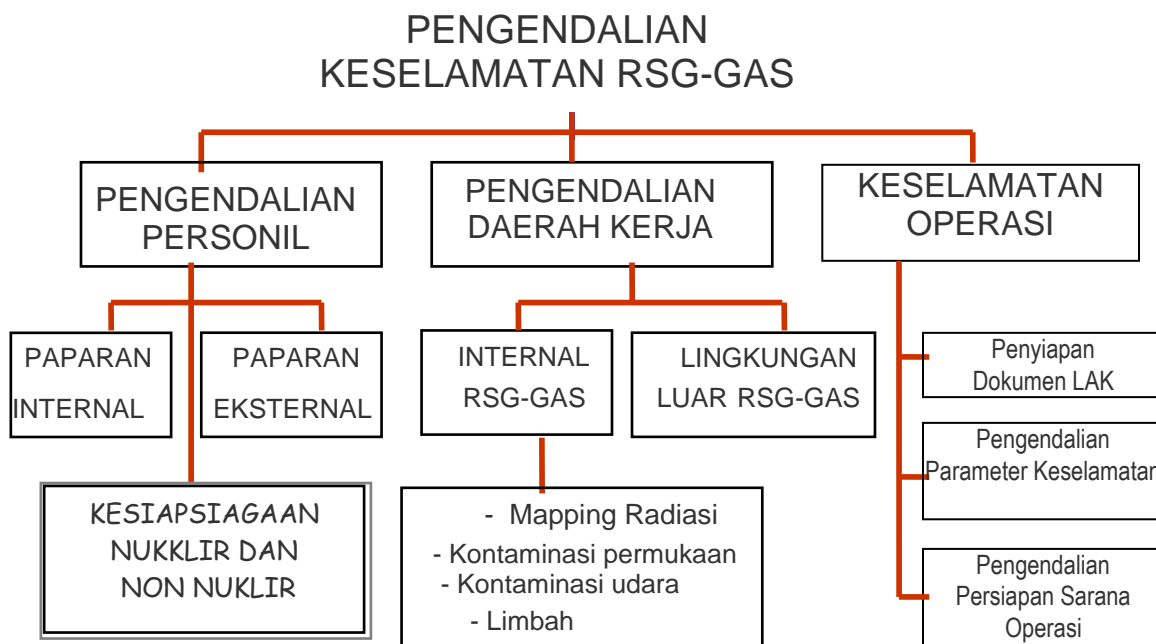 PENGENDALIAN
KESELAMATAN RSG-GAS
PENGENDALIAN
PERSONIL
PENGENDALIAN
DAERAH KERJA
KESELAMATAN
OPERASI
PAPARAN
INTERNAL
PAPARAN
EKSTERNAL
INTERNAL
RSG-GAS
LINGKUNGAN
LUAR RSG-GAS
Penyiapan
Dokumen LAK
Pengendalian
Parameter Keselamatan
Pengendalian
Persiapan Sarana
Operasi
KESIAPSIAGAAN
NUKKLIR DAN
NON NUKLIR
- Mapping Radiasi
- Kontaminasi permukaan
- Kontaminasi udara
- Limbah